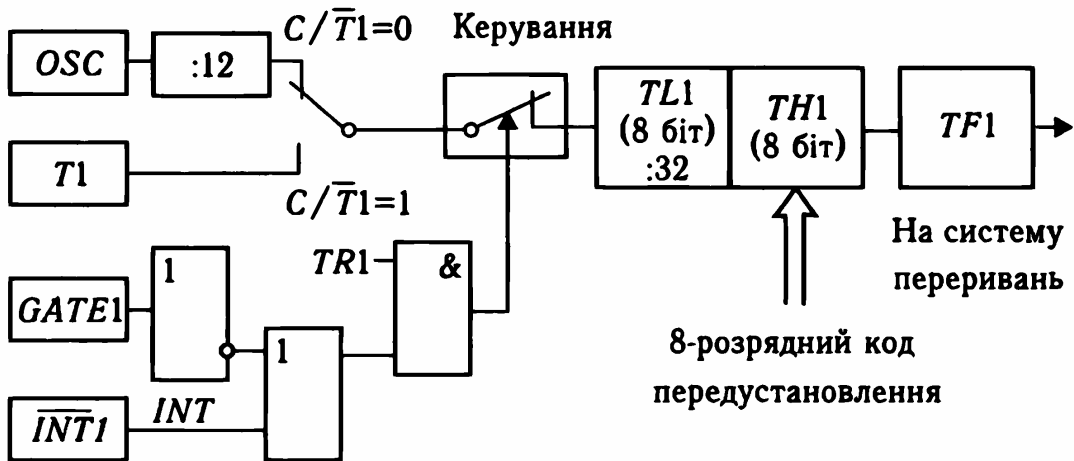 C/T̅1=0 Керування
OSC
:12
TL1
(8 біт)
:32
TH1
(8 біт)
TF1
T1
C/T̅1=1
На систему
переривань
TR1
&
1
GATE1
1
8-розрядний код
передустановлення
INT
I̅N̅T̅1̅